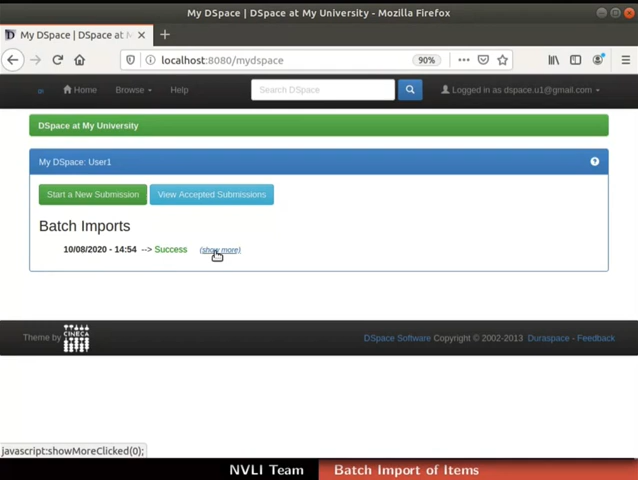 My DSpace | DSpace at My University - Mozilla Firefox
My DSpace | DSpace at M
localhost:8080/mydspace
90%
Home
Browse
Help
Search DSpace
Logged in as dspace.u1@gmail.com
DSpace at My University
My DSpace: User1
Start a New Submission
View Accepted Submissions
Batch Imports
10/08/2020 - 14:54 --> Success (show more)
Theme by CINECA
DSpace Software Copyright © 2002-2013 Duraspace - Feedback
javascript:showMoreClicked(0);
NVLI Team
Batch Import of Items